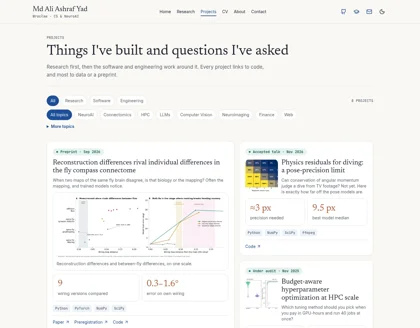 Md Ali Ashraf Yad
Home Research Projects CV About Contact
PROJECTS
Things I've built and questions I've asked
Research first, then the software and engineering work around it. Every project links to code,
and most to data or a preprint.
All Research Software Engineering
8 PROJECTS
All topics NeuroAI Connectomics HPC LLMs Computer Vision Neuroimaging Finance Web
More topics
Preprint · Sep 2026
Reconstruction differences rival individual differences in
the fly compass connectome
When two maps of the same fly brain disagree, is that biology or the mapping? Often the
mapping, and trained models notice.
Reconstruction and between-fly differences, on one scale.
9
wiring versions compared
0.3–1.6°
error on own wiring
Python PyTorch NumPy SciPy
Paper ↗ Preregistration ↗ Code ↗
Accepted talk · Nov 2026
Physics residuals for diving:
a pose-precision limit
Can conservation of angular momentum
judge a dive from TV footage? Not yet. Here
is exactly how far off the pose models are.
≈3 px
precision needed
9.5 px
best model median
Python NumPy SciPy FFmpeg
Code ↗
Under audit · Nov 2025
Budget-aware
hyperparameter
optimization at HPC scale
Which tuning method should you pick
when you pay in GPU hours and run 40
jobs at once?